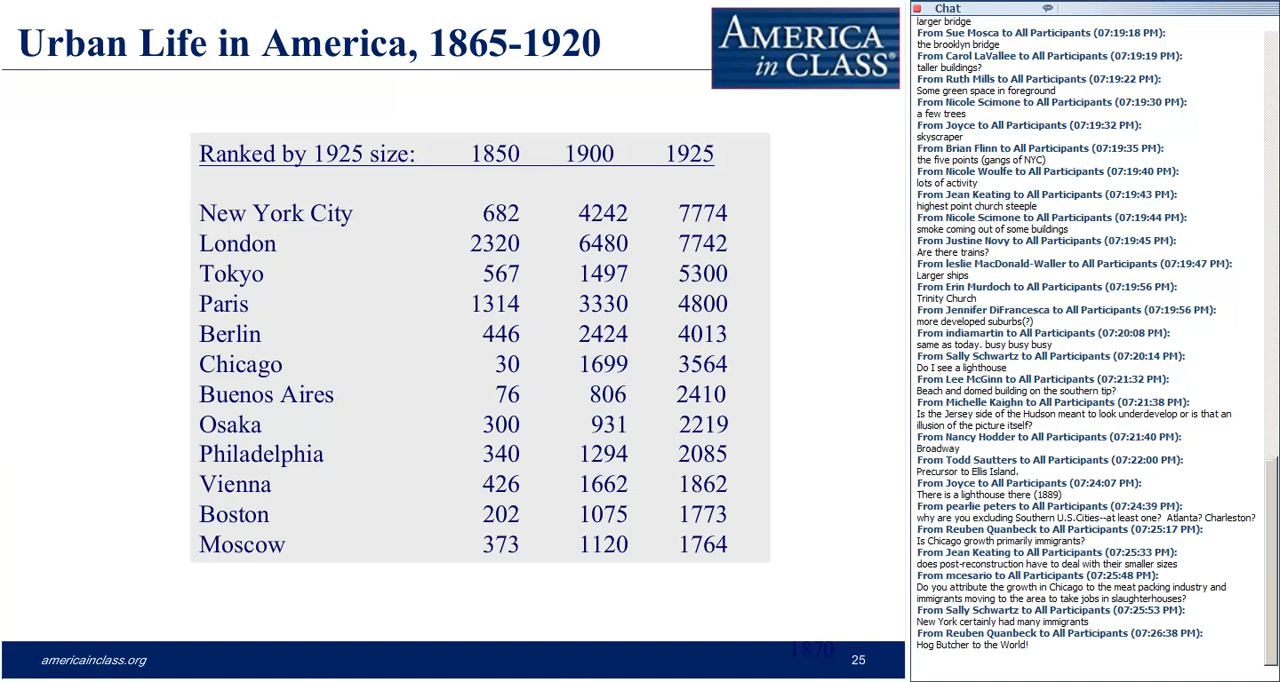 Urban Life in America, 1865-1920
AMERICA
in CLASS®
Ranked by 1925 size: 1850 1900 1925
New York City 682 4242 7774
London 2320 6480 7742
Tokyo 567 1497 5300
Paris 1314 3330 4800
Berlin 446 2424 4013
Chicago 30 1699 3564
Buenos Aires 76 806 2410
Osaka 300 931 2219
Philadelphia 340 1294 2085
Vienna 426 1662 1862
Boston 202 1075 1773
Moscow 373 1120 1764
1870
americainclass.org 25
Chat
larger bridge
From Sue Mosca to All Participants (07:19:18 PM):
the brooklyn bridge
From Carol LaVallee to All Participants (07:19:19 PM):
taller buildings?
From Ruth Mills to All Participants (07:19:22 PM):
Some green space in foreground
From Nicole Scimone to All Participants (07:19:30 PM):
a few trees
From Joyce to All Participants (07:19:32 PM):
skyscraper
From Brian Flinn to All Participants (07:19:35 PM):
the five points (gangs of NYC)
From Nicole Woulfe to All Participants (07:19:40 PM):
lots of activity
From Jean Keating to All Participants (07:19:43 PM):
highest point church steeple
From Nicole Scimone to All Participants (07:19:44 PM):
smoke coming out of some buildings
From Justine Novy to All Participants (07:19:45 PM):
Are there trains?
From leslie MacDonald-Waller to All Participants (07:19:47 PM):
Larger ships
From Erin Murdoch to All Participants (07:19:56 PM):
Trinity Church
From Jennifer DiFrancesca to All Participants (07:19:56 PM):
more developed suburbs(?)
From indiamartin to All Participants (07:20:08 PM):
same as today. busy busy busy
From Sally Schwartz to All Participants (07:20:14 PM):
Do I see a lighthouse
From Lee McGinn to All Participants (07:21:32 PM):
Beach and domed building on the southern tip?
From Michelle Kaighn to All Participants (07:21:38 PM):
Is the Jersey side of the Hudson meant to look underdevelop or is that an
illusion of the picture itself?
From Nancy Hodder to All Participants (07:21:40 PM):
Broadway
From Todd Sautters to All Participants (07:22:00 PM):
Precursor to Ellis Island.
From Joyce to All Participants (07:24:07 PM):
There is a lighthouse there (1889)
From pearlie peters to All Participants (07:24:39 PM):
why are you excluding Southern U.S.Cities--at least one? Atlanta? Charleston?
From Reuben Quanbeck to All Participants (07:25:17 PM):
Is Chicago growth primarily immigrants?
From Jean Keating to All Participants (07:25:33 PM):
does post-reconstruction have to deal with their smaller sizes
From mcesario to All Participants (07:25:48 PM):
Do you attribute the growth in Chicago to the meat packing industry and
immigrants moving to the area to take jobs in slaughterhouses?
From Sally Schwartz to All Participants (07:25:53 PM):
New York certainly had many immigrants
From Reuben Quanbeck to All Participants (07:26:38 PM):
Hog Butcher to the World!